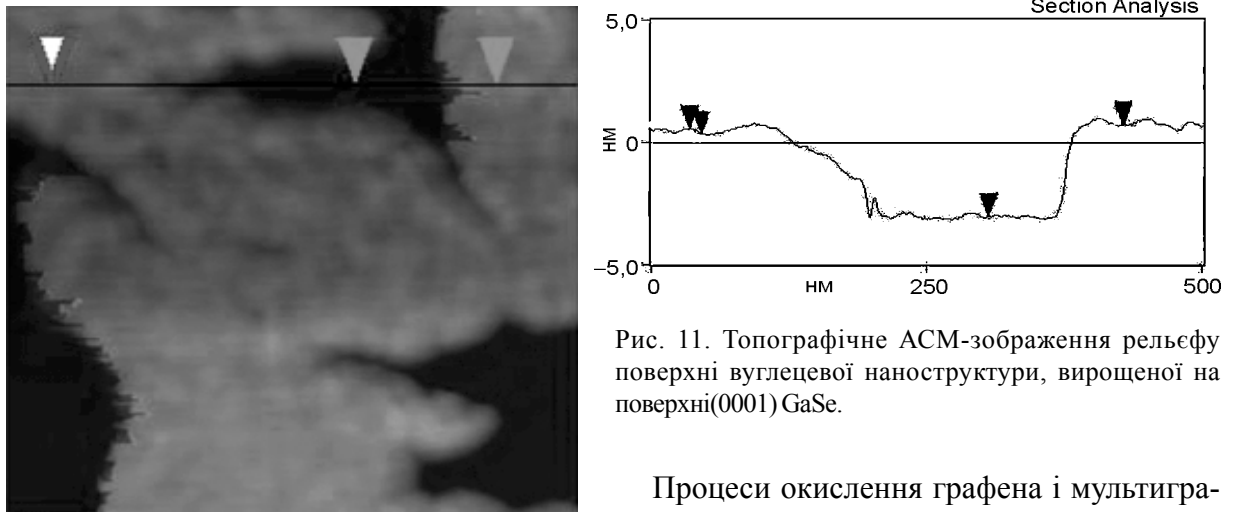 Section Analysis
5,0
нм
0
–5,0
0
нм
250
500
Рис. 11. Топографічне АСМ-зображення рельєфу
поверхні вуглецевої наноструктури, вирощеної на
поверхні(0001) GaSe.
Процеси окислення графена і мультигра-